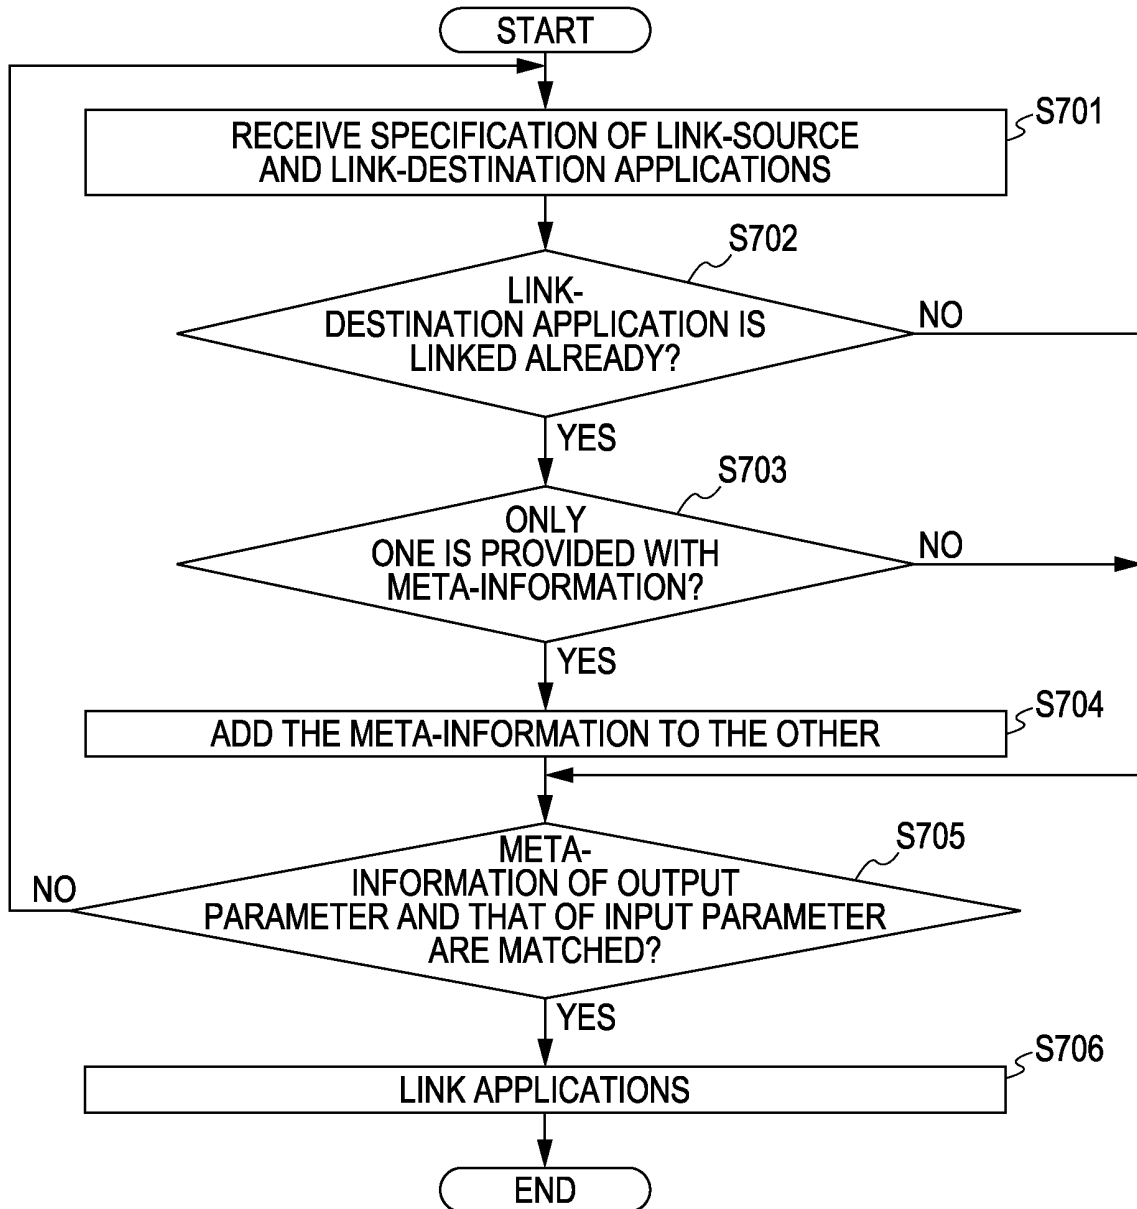 START
S701
RECEIVE SPECIFICATION OF LINK-SOURCE
AND LINK-DESTINATION APPLICATIONS
S702
LINK-
DESTINATION APPLICATION IS
LINKED ALREADY?
NO
YES
S703
ONLY
ONE IS PROVIDED WITH
META-INFORMATION?
NO
YES
S704
ADD THE META-INFORMATION TO THE OTHER
S705
META-
INFORMATION OF OUTPUT
PARAMETER AND THAT OF INPUT PARAMETER
ARE MATCHED?
NO
YES
S706
LINK APPLICATIONS
END